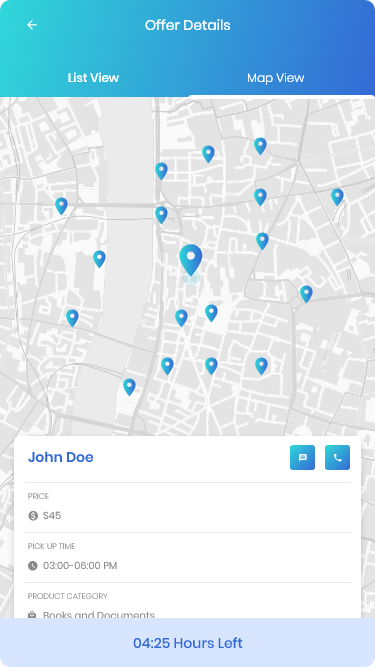 Offer Details
List View
Map View
John Doe
PRICE
$45
PICK UP TIME
03:00-06:00 PM
PRODUCT CATEGORY
Books and Documents
04:25 Hours Left